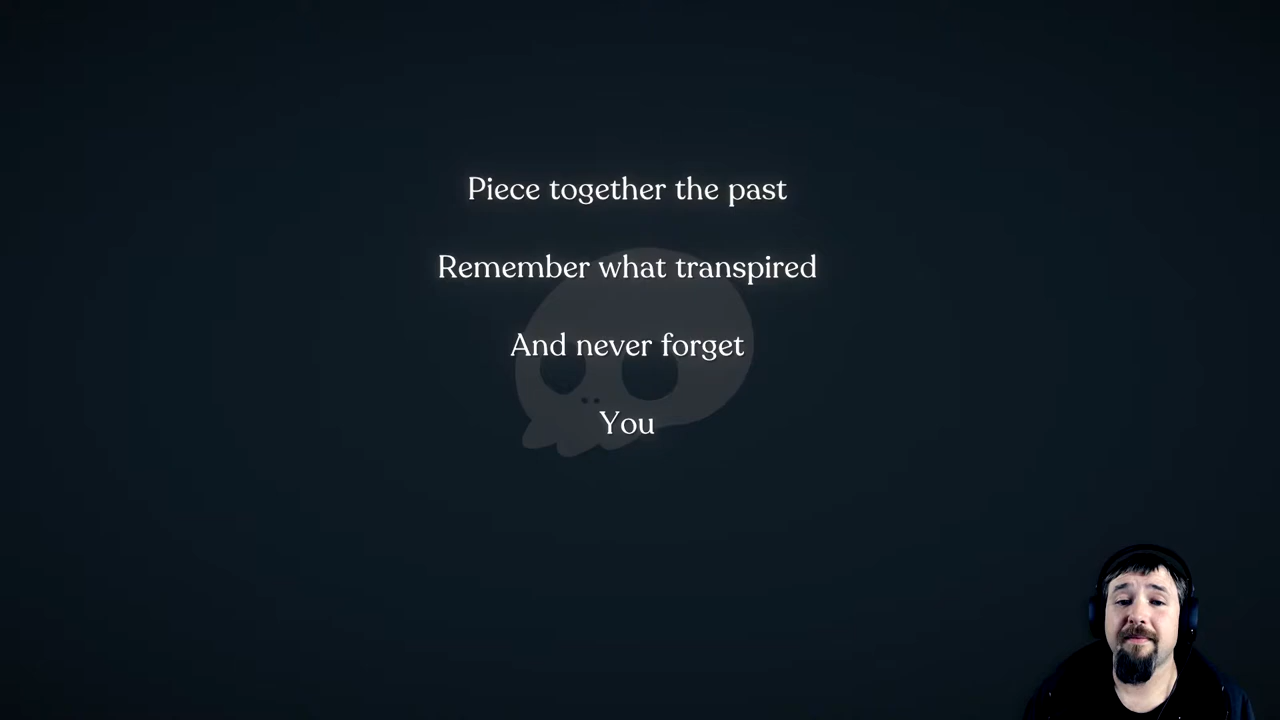 Piece together the past
Remember what transpired
And never forget
You